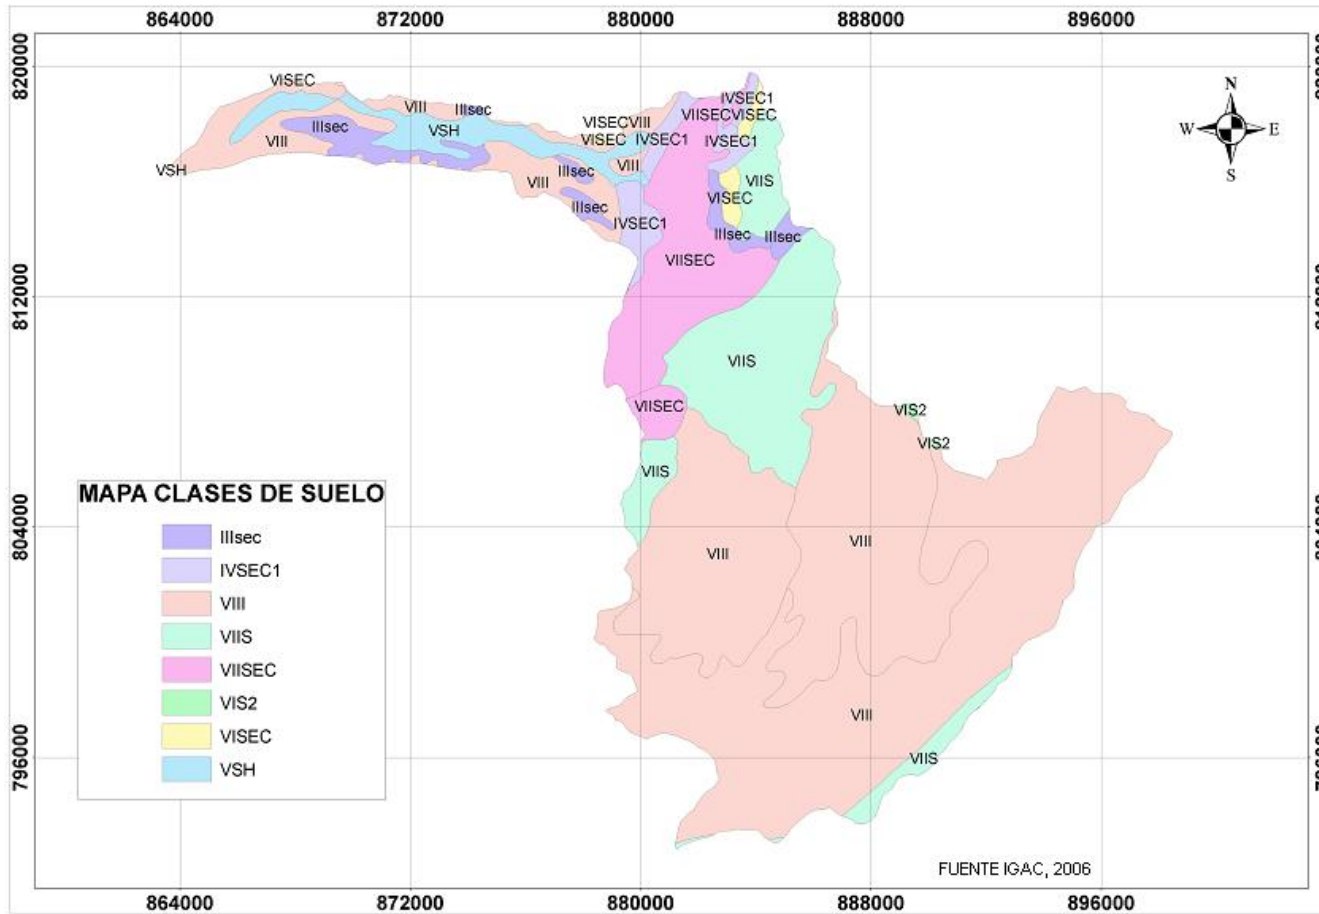 864000 872000 880000 888000 896000
820000
VISEC
VIII
IIIsec
IIIsec
VSH
VIII
VSH
VISECVIII
VISEC
IVSEC1
VIII
IIIsec
VIII
IIIsec
IVSEC1
IVSEC1
VIISECVISEC
IVSEC1
VIIS
VISEC
IIIsec
IIIsec
VIISEC
N
W E
S
812000
VIIS
VIISEC
VIS2
VIS2
VIIS
804000
VIII
VIII
VIII
796000
VIIS
MAPA CLASES DE SUELO
IIIsec
IVSEC1
VIII
VIIS
VIISEC
VIS2
VISEC
VSH
FUENTE IGAC, 2006
864000 872000 880000 888000 896000